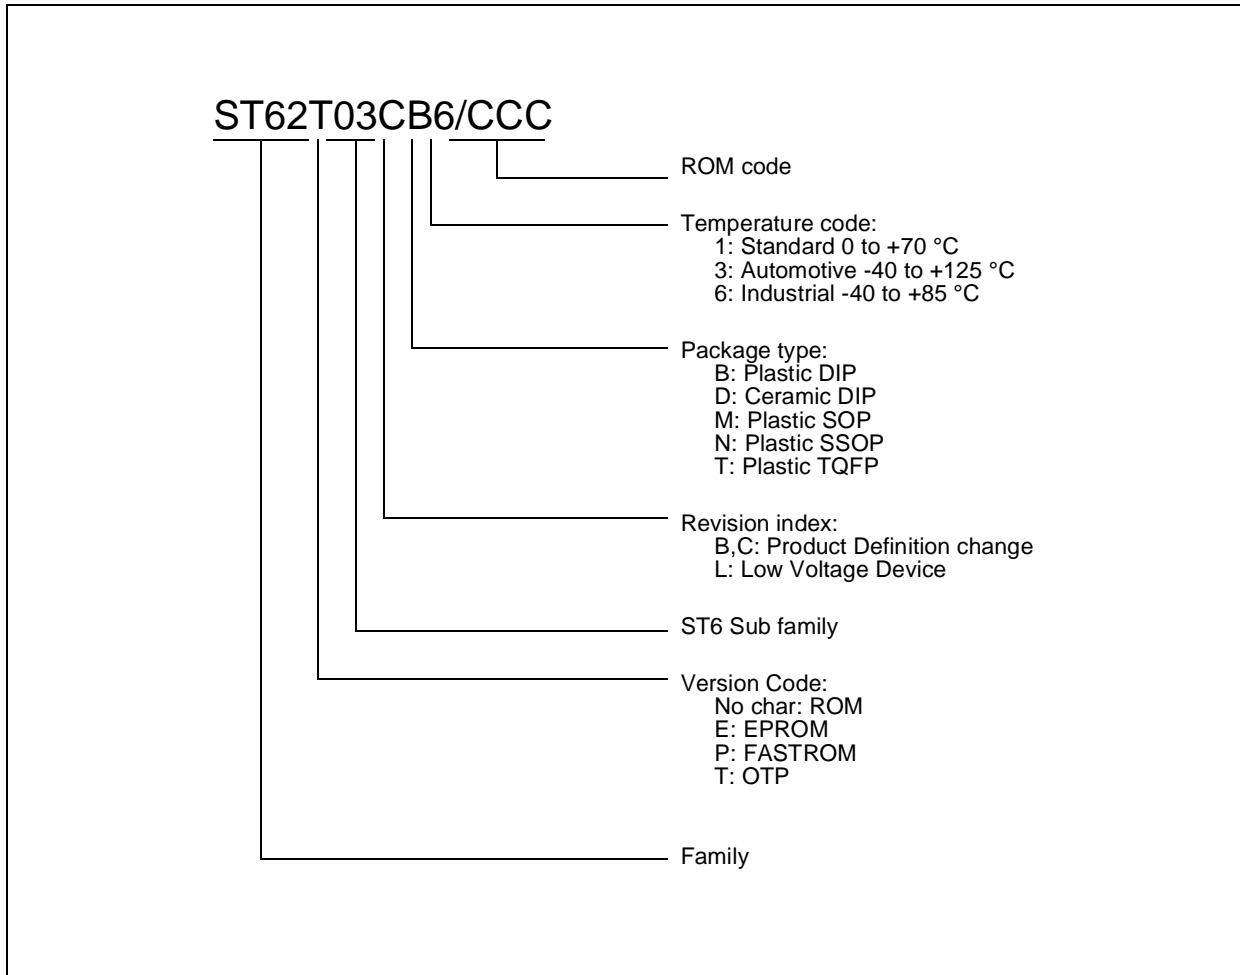 ST62T03CB6/CCC
ROM code
Temperature code:
1: Standard 0 to +70 °C
3: Automotive -40 to +125 °C
6: Industrial -40 to +85 °C
Package type:
B: Plastic DIP
D: Ceramic DIP
M: Plastic SOP
N: Plastic SSOP
T: Plastic TQFP
Revision index:
B,C: Product Definition change
L: Low Voltage Device
ST6 Sub family
Version Code:
No char: ROM
E: EPROM
P: FASTROM
T: OTP
Family